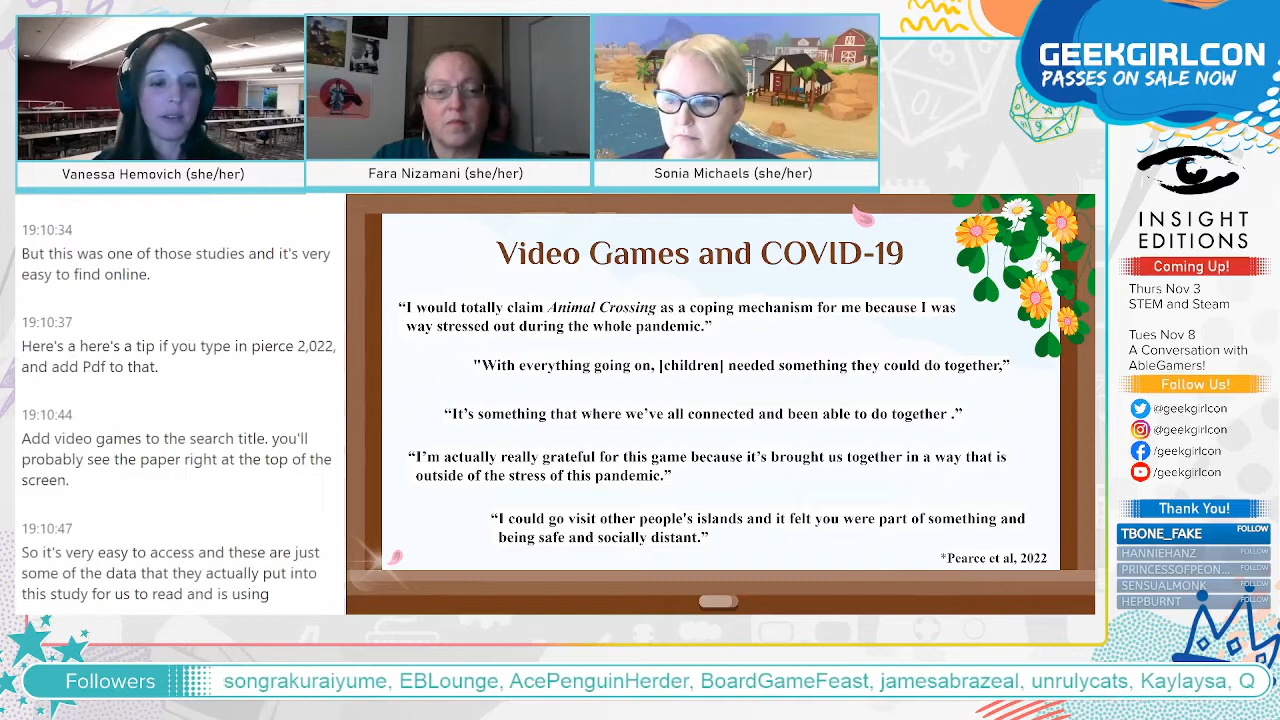 GEEKGIRLCON
PASSES ON SALE NOW
Vanessa Hemovich (she/her)
Fara Nizamani (she/her)
Sonia Michaels (she/her)
19:10:34
But this was one of those studies and it's very
easy to find online.
19:10:37
Here's a here's a tip if you type in pierce 2,022,
and add Pdf to that.
19:10:44
Add video games to the search title. you'll
probably see the paper right at the top of the
screen.
19:10:47
So it's very easy to access and these are just
some of the data that they actually put into
this study for us to read and is using
Video Games and COVID-19
“I would totally claim Animal Crossing as a coping mechanism for me because I was
way stressed out during the whole pandemic.”
"With everything going on, [children] needed something they could do together,”
“It’s something that where we’ve all connected and been able to do together .”
“I’m actually really grateful for this game because it’s brought us together in a way that is
outside of the stress of this pandemic.”
“I could go visit other people's islands and it felt you were part of something and
being safe and socially distant.”
*Pearce et al, 2022
INSIGHT
EDITIONS
Coming Up!
Thurs Nov 3
STEM and Steam
Tues Nov 8
A Conversation with
AbleGamers!
Follow Us!
@geekgirlcon
@geekgirlcon
/geekgirlcon
/geekgirlcon
Thank You!
TBONE_FAKE FOLLOW
HANNIEHANZ FOLLOW
PRINCESSOFPEON... FOLLOW
SENSUALMONK FOLLOW
HEPBURNT FOLLOW
Followers songrakuraiyume, EBLounge, AcePenguinHerder, BoardGameFeast, jamesabrazeal, unrulycats, Kaylaysa, Q